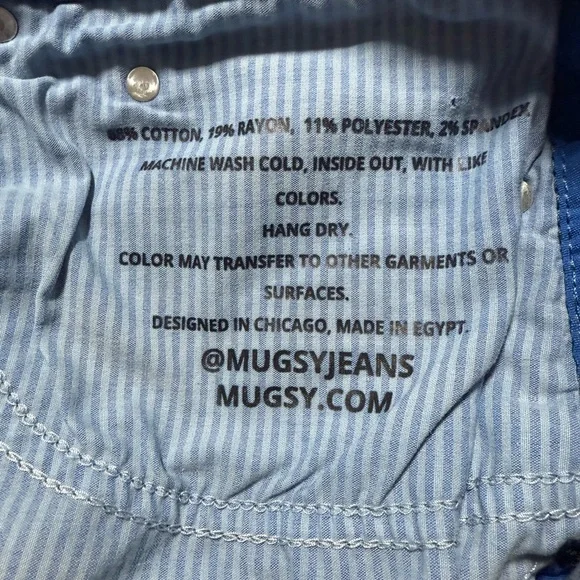 68% COTTON, 19% RAYON, 11% POLYESTER, 2% SPANDEX.
MACHINE WASH COLD, INSIDE OUT, WITH LIKE
COLORS.
HANG DRY.
COLOR MAY TRANSFER TO OTHER GARMENTS OR
SURFACES.
DESIGNED IN CHICAGO, MADE IN EGYPT.
@MUGSYJEANS
MUGSY.COM